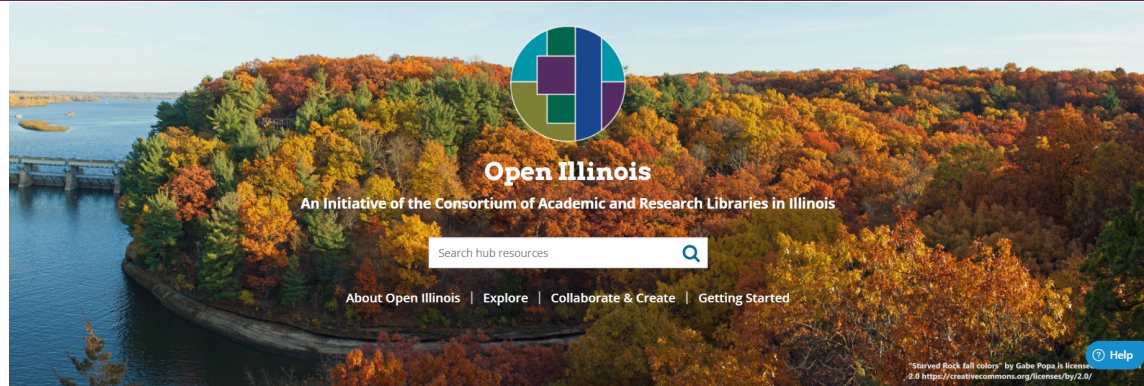 Open Illinois
An Initiative of the Consortium of Academic and Research Libraries in Illinois
Search hub resources
About Open Illinois | Explore | Collaborate & Create | Getting Started
Help
"Starved Rock fall colors" by Gabe Popa is license
2.0 https://creativecommons.org/licenses/by/2.0/